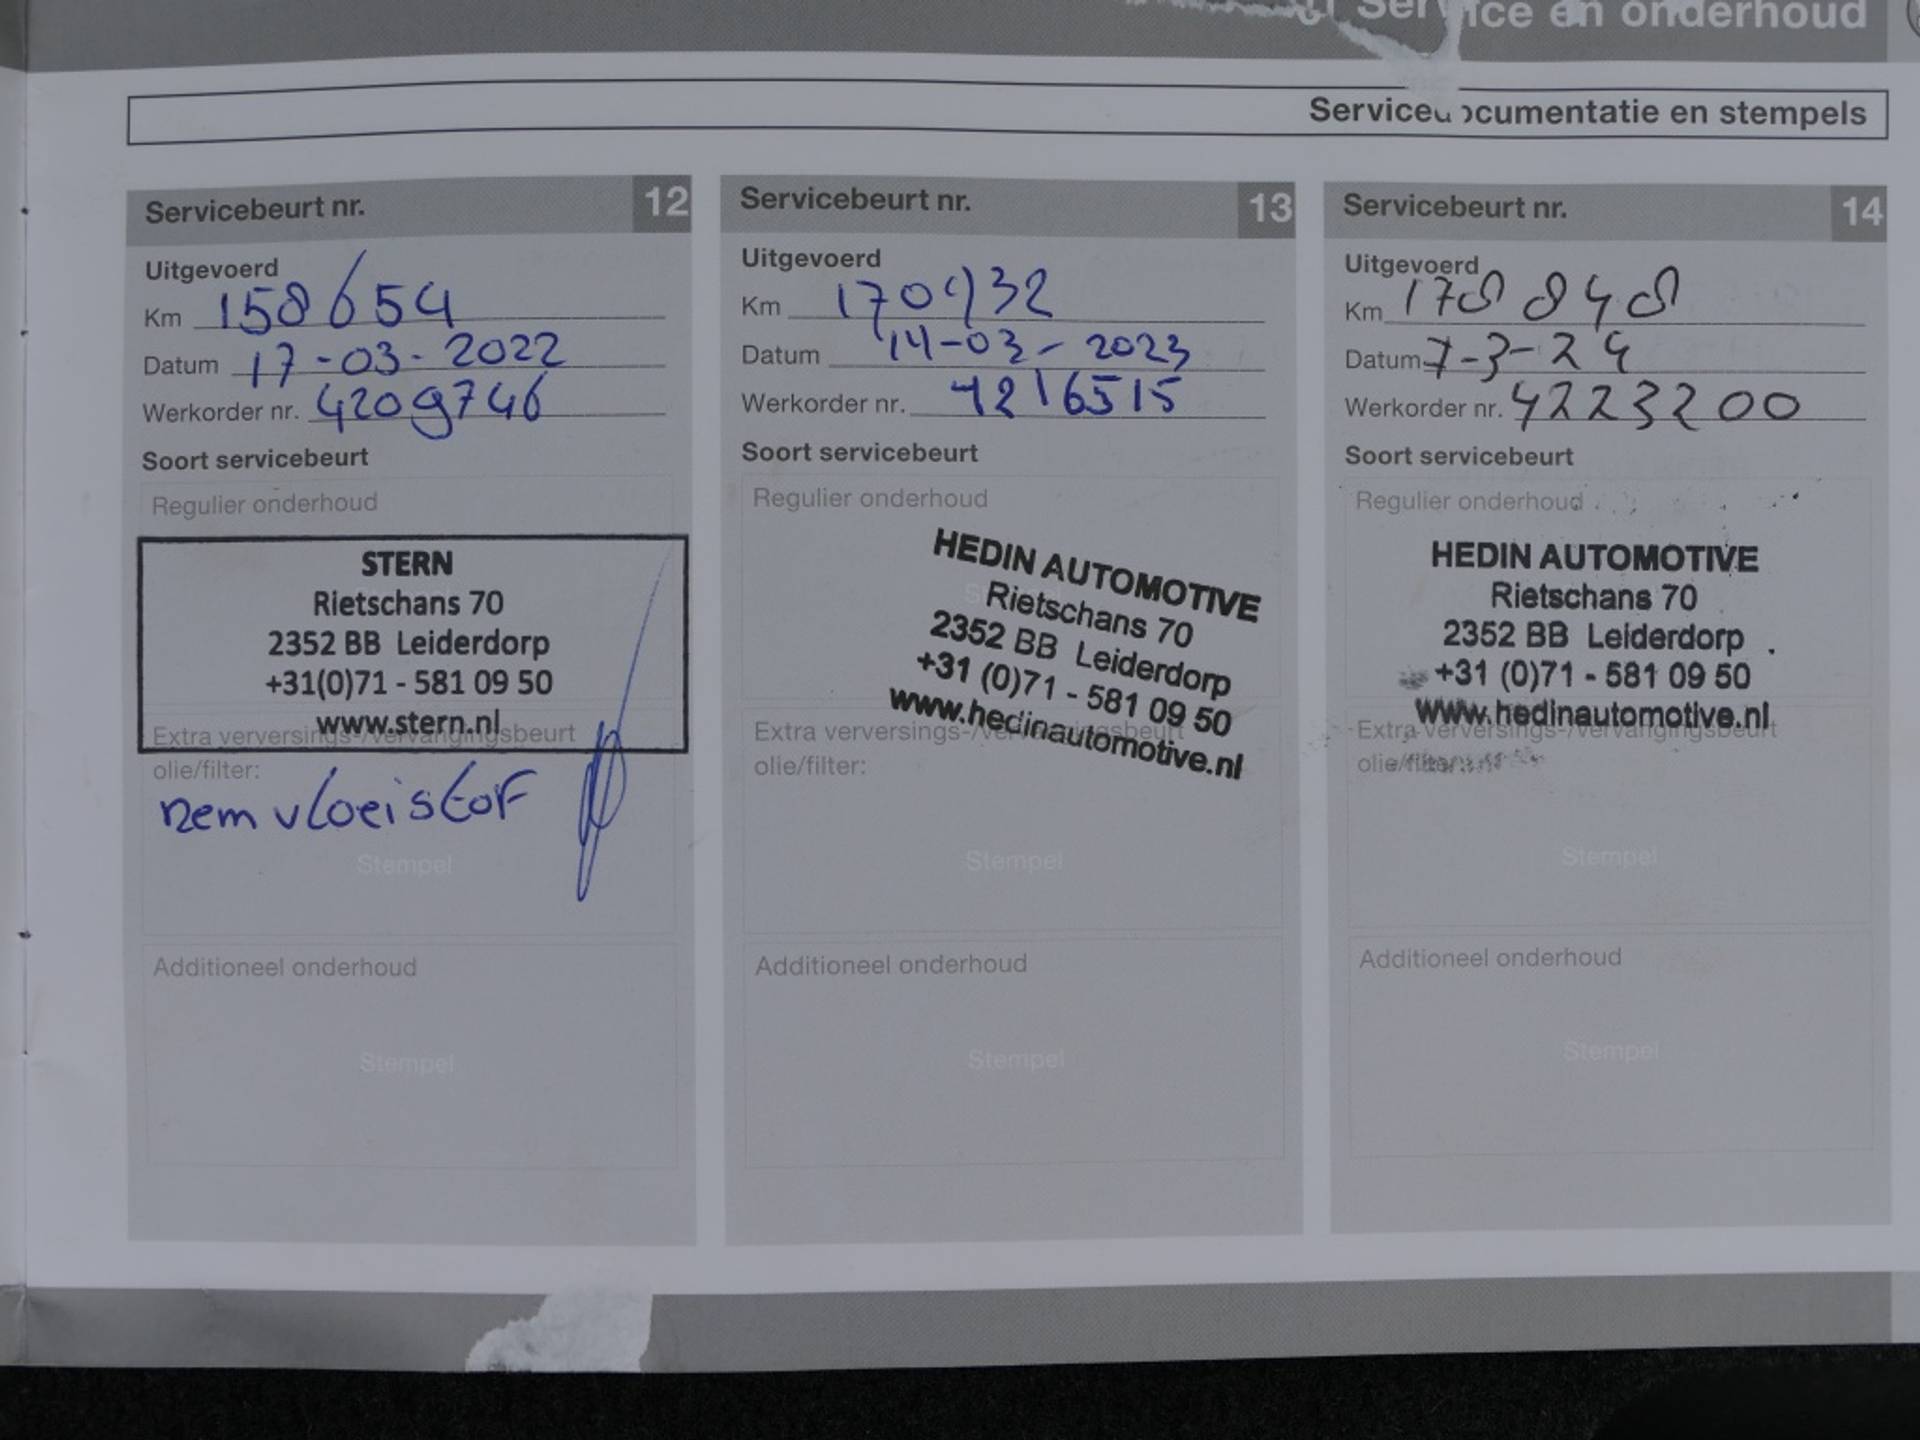 Service en onderhoud
Servicedocumentatie en stempels
Servicebeurt nr. 12
Uitgevoerd
Km 158654
Datum 17-03-2022
Werkorder nr. 4209746
Soort servicebeurt
Regulier onderhoud
STERN
Rietschans 70
2352 BB Leiderdorp
+31(0)71 - 581 09 50
www.stern.nl
Extra verversings-/vervangingsbeurt
olie/filter:
Remvloeistof
Stempel
Additioneel onderhoud
Stempel
Servicebeurt nr. 13
Uitgevoerd
Km 170932
Datum 14-03-2023
Werkorder nr. 4216515
Soort servicebeurt
Regulier onderhoud
HEDIN AUTOMOTIVE
Rietschans 70
2352 BB Leiderdorp
+31 (0)71 - 581 09 50
www.hedinautomotive.nl
Extra verversings-/vervangingsbeurt
olie/filter:
Stempel
Additioneel onderhoud
Stempel
Servicebeurt nr. 14
Uitgevoerd
Km 178848
Datum 7-3-24
Werkorder nr. 4223200
Soort servicebeurt
Regulier onderhoud
HEDIN AUTOMOTIVE
Rietschans 70
2352 BB Leiderdorp
+31 (0)71 - 581 09 50
www.hedinautomotive.nl
Extra verversings-/vervangingsbeurt
olie/filter:
Stempel
Additioneel onderhoud
Stempel